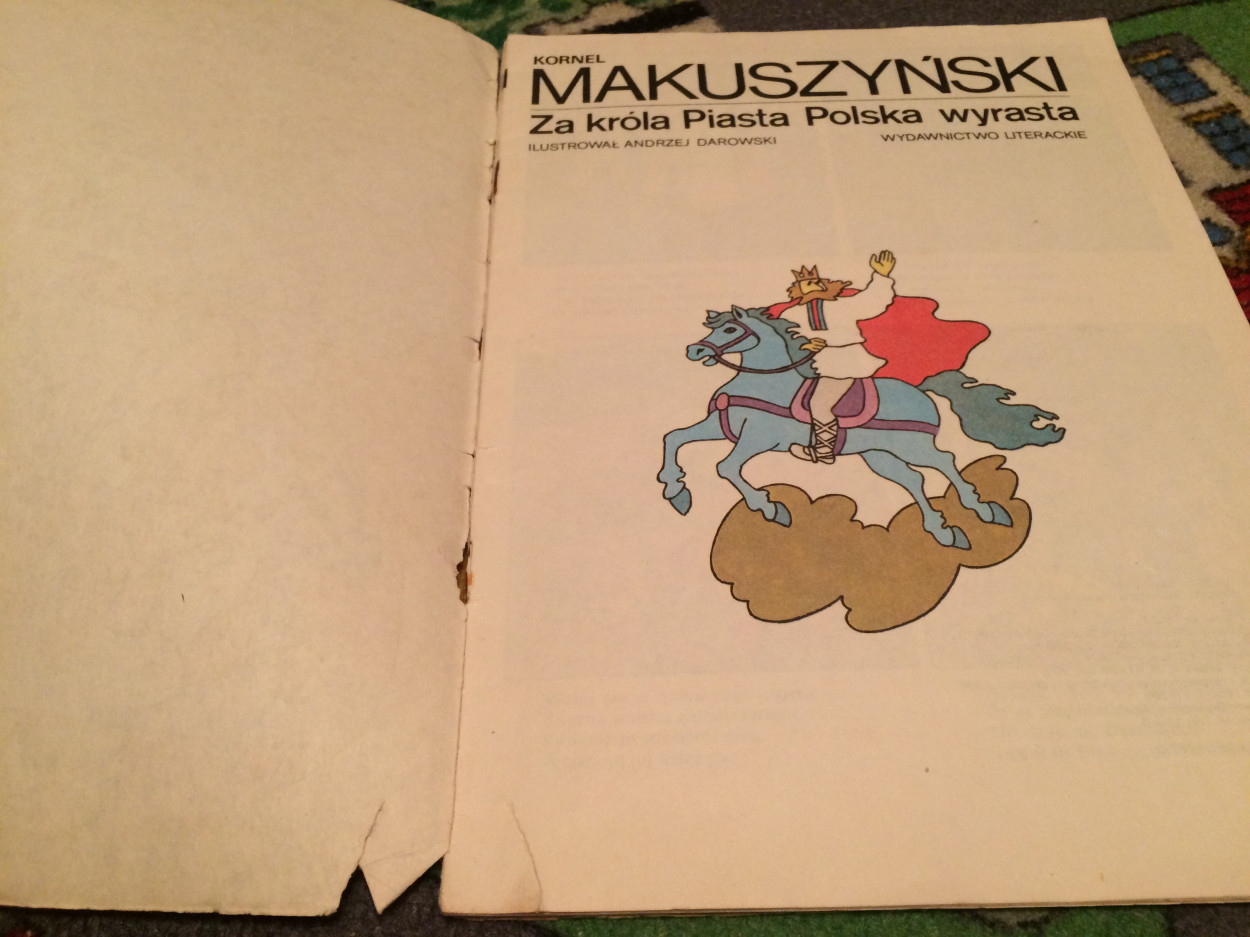 KORNEL
MAKUSZYŃSKI
Za króla Piasta Polska wyrasta
ILUSTROWAŁ ANDRZEJ DAROWSKI WYDAWNICTWO LITERACKIE